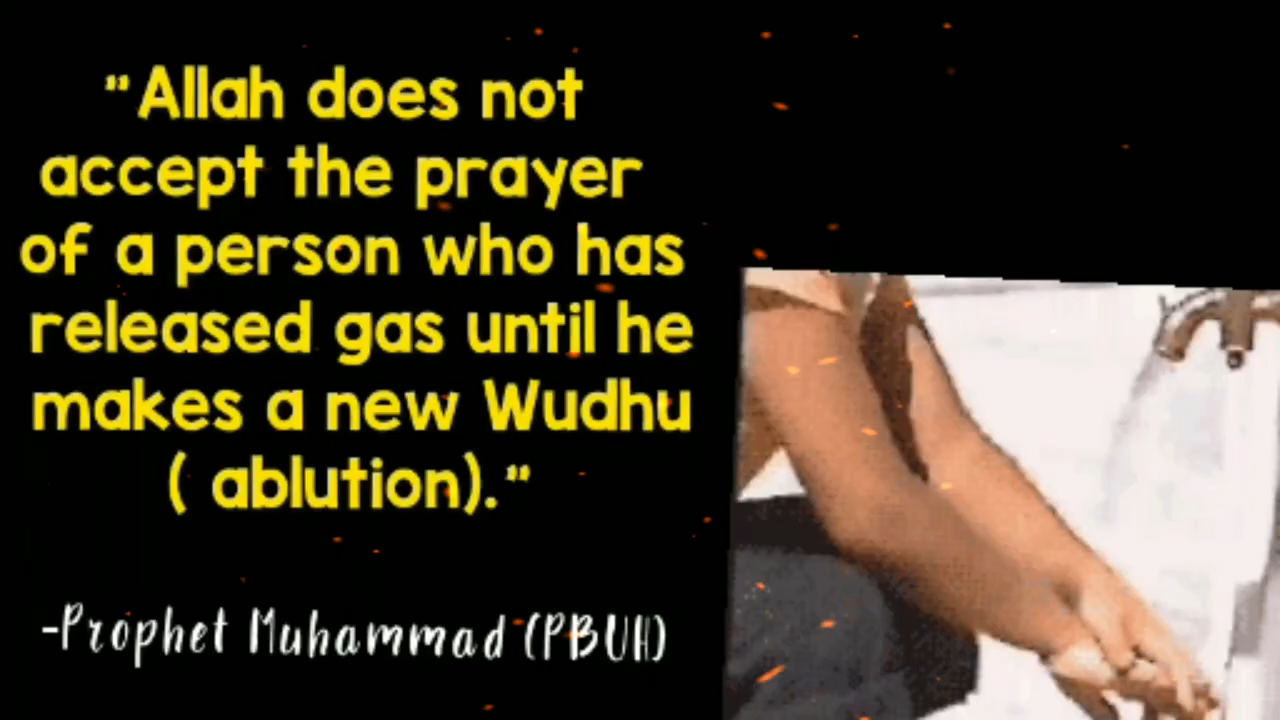 "Allah does not
accept the prayer
of a person who has
released gas until he
makes a new Wudhu
( ablution)."
-Prophet Muhammad (PBUH)